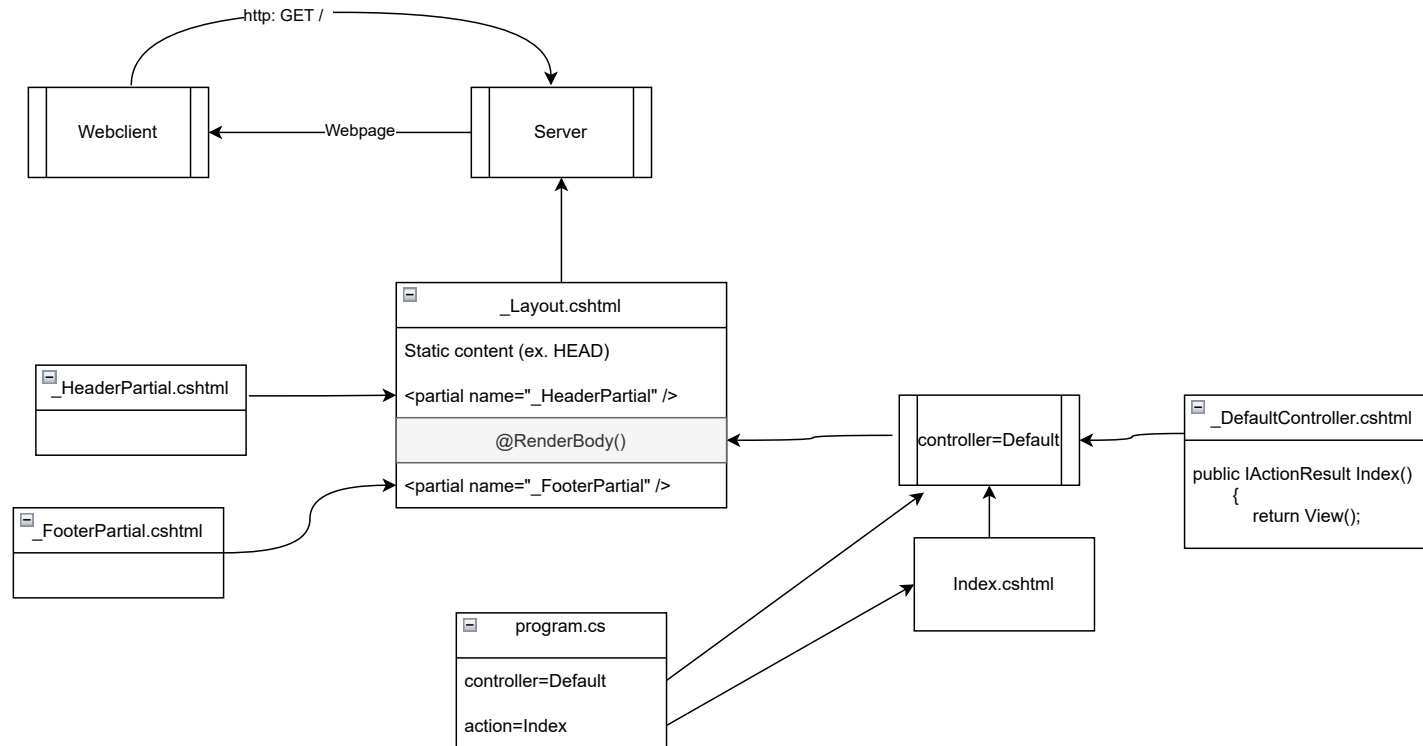 http: GET /
Webclient
Webpage
Server
_Layout.cshtml
Static content (ex. HEAD)
<partial name="_HeaderPartial" />
@RenderBody()
<partial name="_FooterPartial" />
_HeaderPartial.cshtml
_FooterPartial.cshtml
controller=Default
_DefaultController.cshtml
public IActionResult Index()
{
return View();
Index.cshtml
program.cs
controller=Default
action=Index